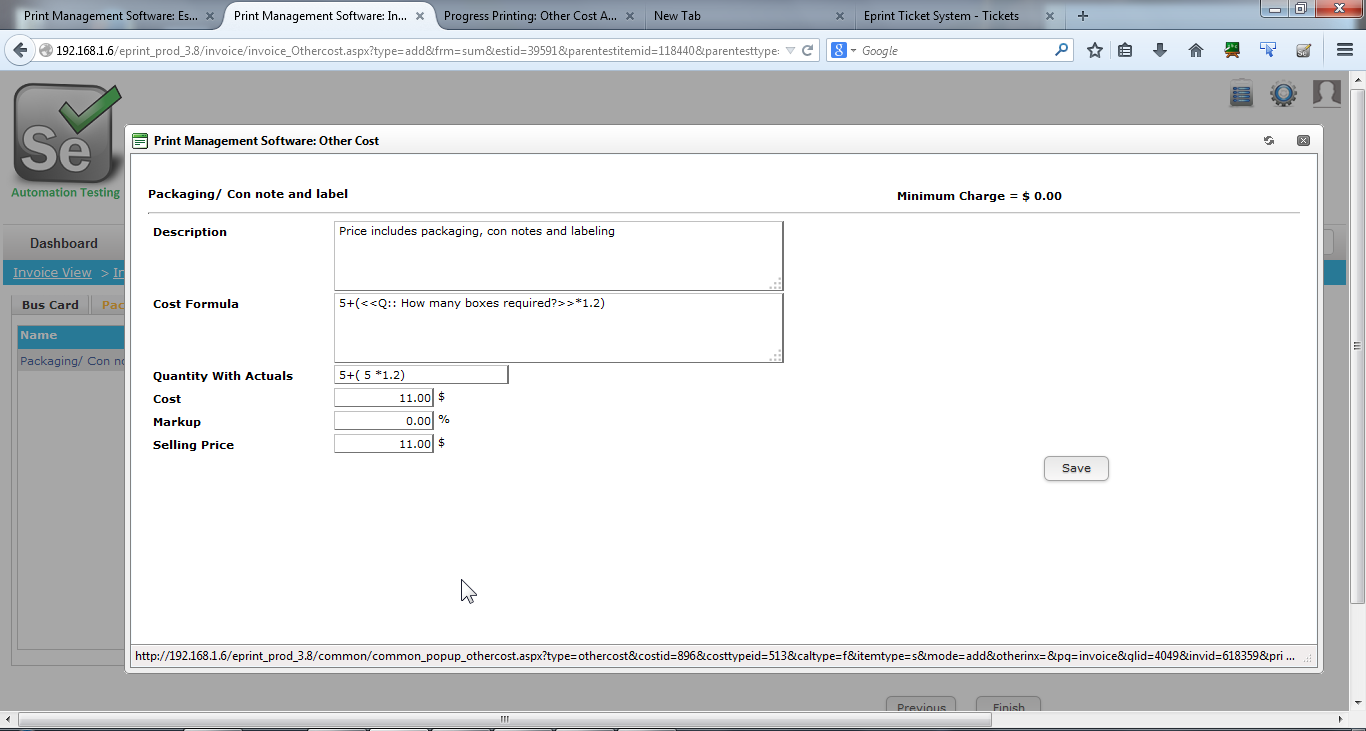 Print Management Software: Es...
Print Management Software: In...
Progress Printing: Other Cost A...
New Tab
Eprint Ticket System - Tickets
192.168.1.6/eprint_prod_3.8/invoice/invoice_Othercost.aspx?type=add&frm=sum&estid=39591&parentestitemid=118440&parentesttype:
Google
Se
Automation Testing
Print Management Software: Other Cost
Packaging/ Con note and label
Minimum Charge = $ 0.00
Dashboard
Description
Price includes packaging, con notes and labeling
Invoice View > In
Bus Card
Pac
Cost Formula
5+(<<Q:: How many boxes required?>>*1.2)
Name
Packaging/ Con no
Quantity With Actuals
5+( 5 *1.2)
Cost
11.00 $
Markup
0.00 %
Selling Price
11.00 $
Save
http://192.168.1.6/eprint_prod_3.8/common/common_popup_othercost.aspx?type=othercost&costid=896&costtypeid=513&caltype=f&itemtype=s&mode=add&otherinx=&pq=invoice&qlid=4049&invid=618359&pri ...
Previous
Finish